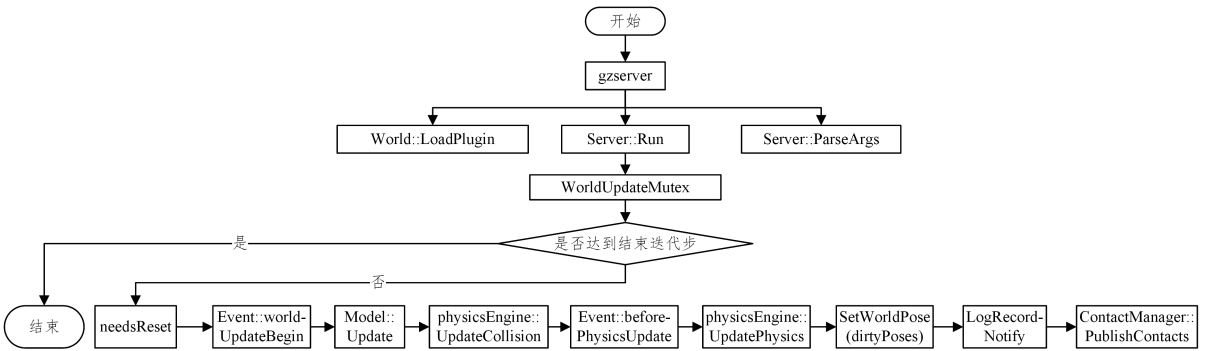 开始
gzserver
World::LoadPlugin
Server::Run
Server::ParseArgs
WorldUpdateMutex
是否达到结束迭代步
是
否
结束
needsReset
Event::world-
UpdateBegin
Model::
Update
physicsEngine::
UpdateCollision
Event::before-
PhysicsUpdate
physicsEngine::
UpdatePhysics
SetWorldPose
(dirtyPoses)
LogRecord-
Notify
ContactManager::
PublishContacts